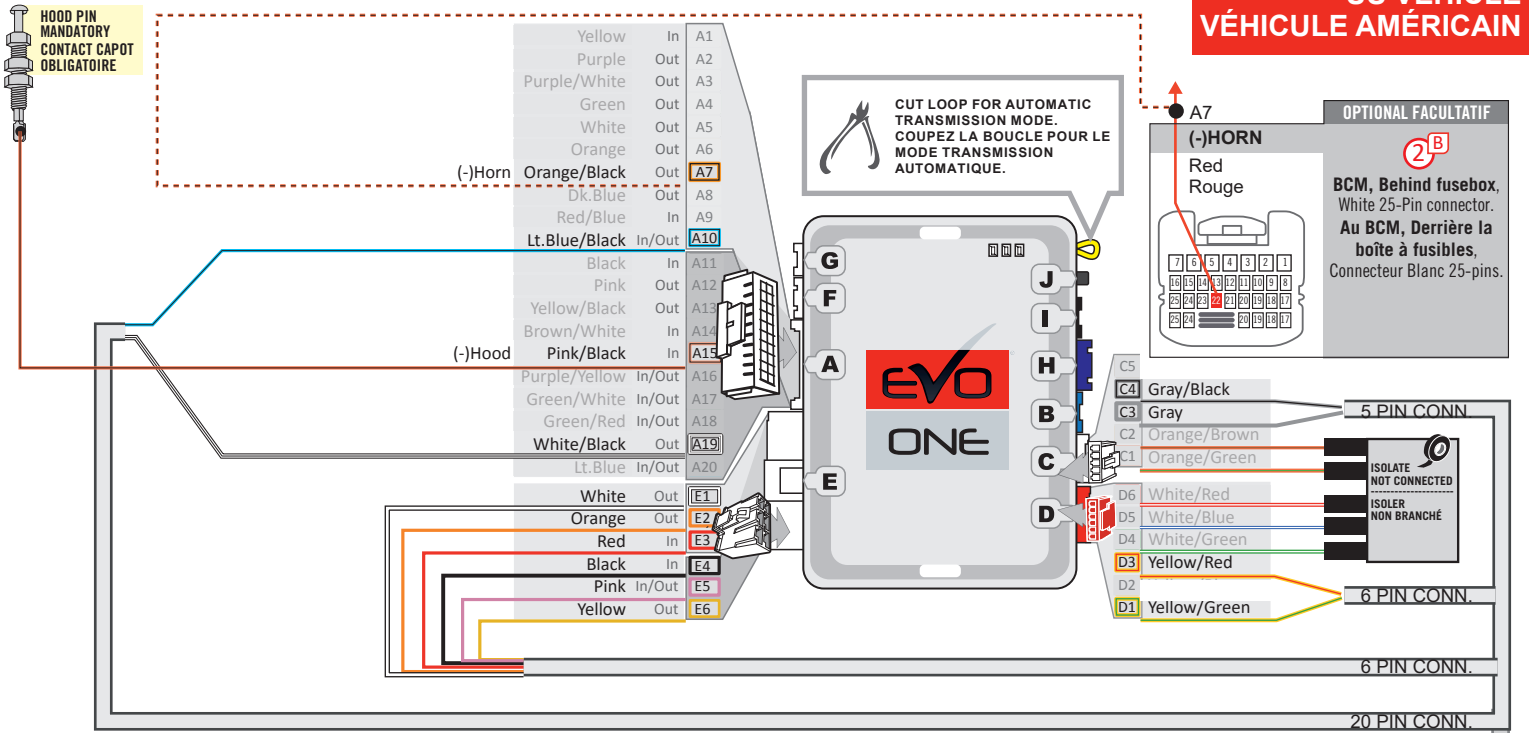 HOOD PIN
MANDATORY
CONTACT CAPOT
OBLIGATOIRE
VÉHICULE AMÉRICAIN
Yellow In A1
Purple Out A2
Purple/White Out A3
Green Out A4
White Out A5
Orange Out A6
(-)Horn Orange/Black Out A7
Dk.Blue Out A8
Red/Blue In A9
Lt.Blue/Black In/Out A10
Black In A11
Pink Out A12
Yellow/Black Out A13
Brown/White In A14
(-)Hood Pink/Black In A15
Purple/Yellow In/Out A16
Green/White In/Out A17
Green/Red In/Out A18
White/Black Out A19
Lt.Blue In/Out A20
White Out E1
Orange Out E2
Red In E3
Black In E4
Pink In/Out E5
Yellow Out E6
CUT LOOP FOR AUTOMATIC
TRANSMISSION MODE.
COUPEZ LA BOUCLE POUR LE
MODE TRANSMISSION
AUTOMATIQUE.
G
F
A
E
J
I
H
B
C
D
EVO
ONE
A7
(-)HORN
Red
Rouge
7 6 5 4 3 2 1
16 15 14 13 12 11 10 9 8
25 24 23 22 21 20 19 18 17
25 24 20 19 18 17
OPTIONAL FACULTATIF
2 B
BCM, Behind fusebox,
White 25-Pin connector.
Au BCM, Derrière la
boîte à fusibles,
Connecteur Blanc 25-pins.
C5
C4 Gray/Black
C3 Gray
C2 Orange/Brown
C1 Orange/Green
D6 White/Red
D5 White/Blue
D4 White/Green
D3 Yellow/Red
D2
D1 Yellow/Green
5 PIN CONN.
ISOLATE
NOT CONNECTED
ISOLER
NON BRANCHÉ
6 PIN CONN.
6 PIN CONN.
20 PIN CONN.